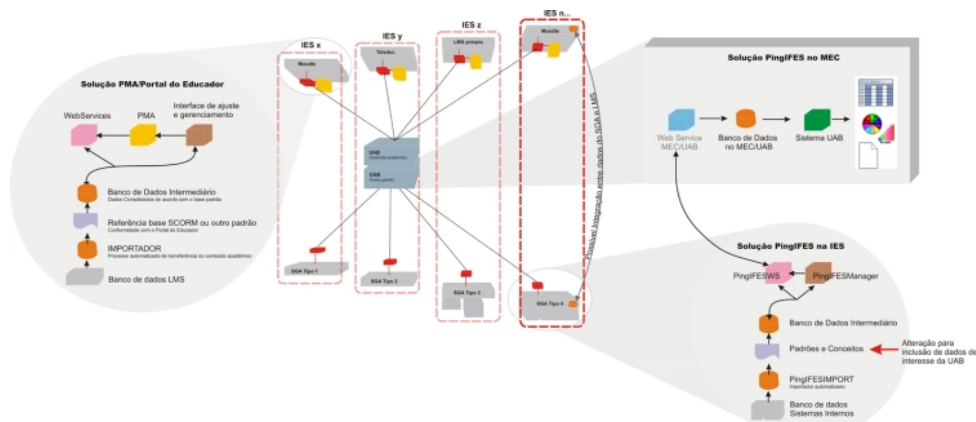 IES x
IES y
IES z
IES n...
Moodle
Teleduc
LMS próprio
Moodle
Solução PMA/Portal do Educador
WebServices
PMA
Interface de ajuste
e gerenciamento
Banco de Dados Intermediário
Dados Consolidados de acordo com o base padrão
Referência base SCORM ou outro padrão
Conformidade com o Portal do Educador
IMPORTADOR
Processo automatizado de transferência do conteúdo acadêmico
Banco de dados LMS
UAB
Conteúdo acadêmico
UAB
SGA Tipo 1
SGA Tipo 2
SGA Tipo 3
SGA Tipo 4
Possível Integração entre dados do SGA e LMS
Solução PingIFES no MEC
Web Service
MEC/UAB
Banco de Dados
no MEC/UAB
Sistema UAB
Solução PingIFES na IES
PingIFESWS
PingIFESManager
Banco de Dados Intermediário
Padrões e Conceitos
Alteração para
inclusão de dados de
interesse da UAB
PingIFESIMPORT
Importador automatizado
Banco de dados
Sistemas Internos